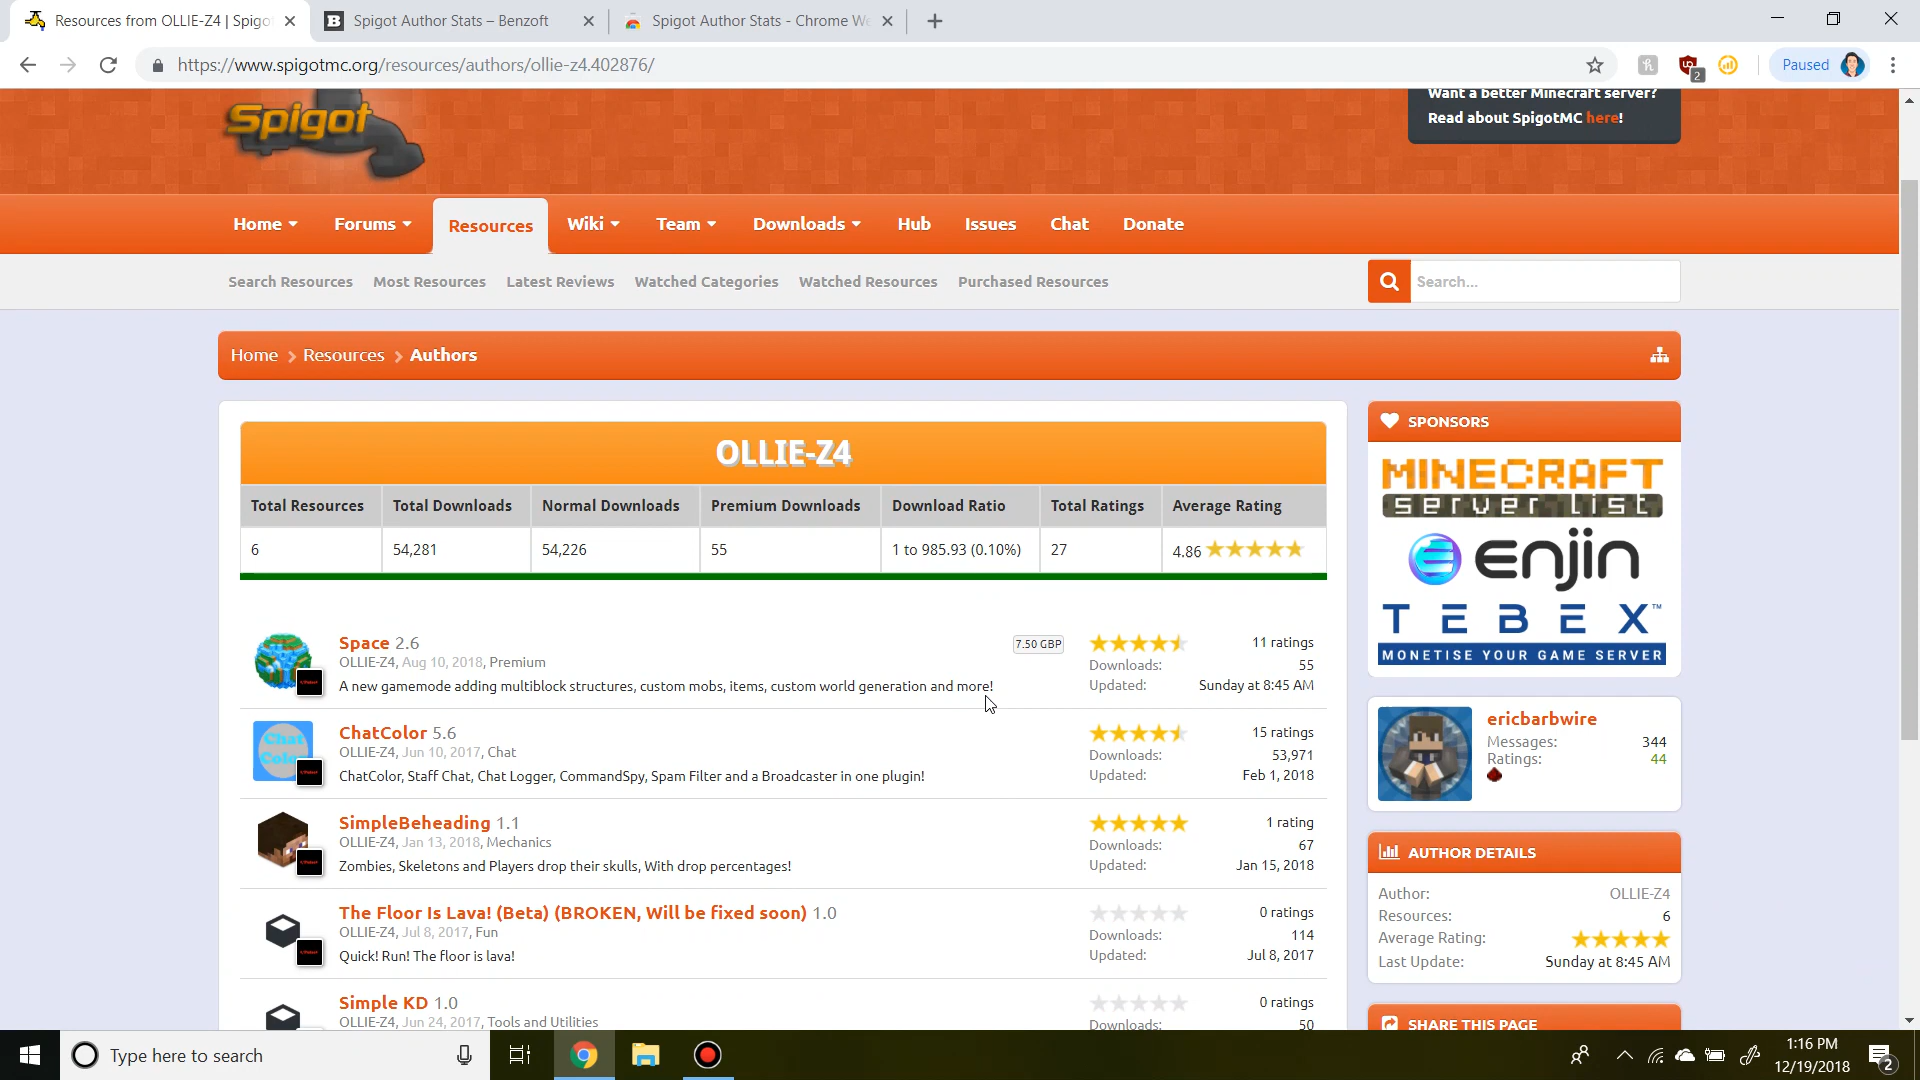 Resources from OLLIE-Z4 | Spigo
Spigot Author Stats – Benzoft
Spigot Author Stats - Chrome We
https://www.spigotmc.org/resources/authors/ollie-z4.402876/
2
Paused
Spigot
Want a better Minecraft server?
Read about SpigotMC here!
Home
Forums
Resources
Wiki
Team
Downloads
Hub
Issues
Chat
Donate
Search Resources
Most Resources
Latest Reviews
Watched Categories
Watched Resources
Purchased Resources
Search...
Home
Resources
Authors
OLLIE-Z4
Total Resources Total Downloads Normal Downloads Premium Downloads Download Ratio Total Ratings Average Rating
6 54,281 54,226 55 1 to 985.93 (0.10%) 27 4.86
Space 2.6
7.50 GBP
11 ratings
OLLIE-Z4, Aug 10, 2018, Premium
Downloads: 55
A new gamemode adding multiblock structures, custom mobs, items, custom world generation and more!
Updated: Sunday at 8:45 AM
Chat
Color
ChatColor 5.6
15 ratings
OLLIE-Z4, Jun 10, 2017, Chat
Downloads: 53,971
ChatColor, Staff Chat, Chat Logger, CommandSpy, Spam Filter and a Broadcaster in one plugin!
Updated: Feb 1, 2018
SimpleBeheading 1.1
1 rating
OLLIE-Z4, Jan 13, 2018, Mechanics
Downloads: 67
Zombies, Skeletons and Players drop their skulls, With drop percentages!
Updated: Jan 15, 2018
The Floor Is Lava! (Beta) (BROKEN, Will be fixed soon) 1.0
0 ratings
OLLIE-Z4, Jul 8, 2017, Fun
Downloads: 114
Quick! Run! The floor is lava!
Updated: Jul 8, 2017
Simple KD 1.0
0 ratings
OLLIE-Z4, Jun 24, 2017, Tools and Utilities
Downloads: 50
SPONSORS
MINECRAFT
server list
enjin
TEBEX™
MONETISE YOUR GAME SERVER
ericbarbwire
Messages: 344
Ratings: 44
AUTHOR DETAILS
Author: OLLIE-Z4
Resources: 6
Average Rating:
Last Update: Sunday at 8:45 AM
SHARE THIS PAGE
Type here to search
1:16 PM
12/19/2018
2